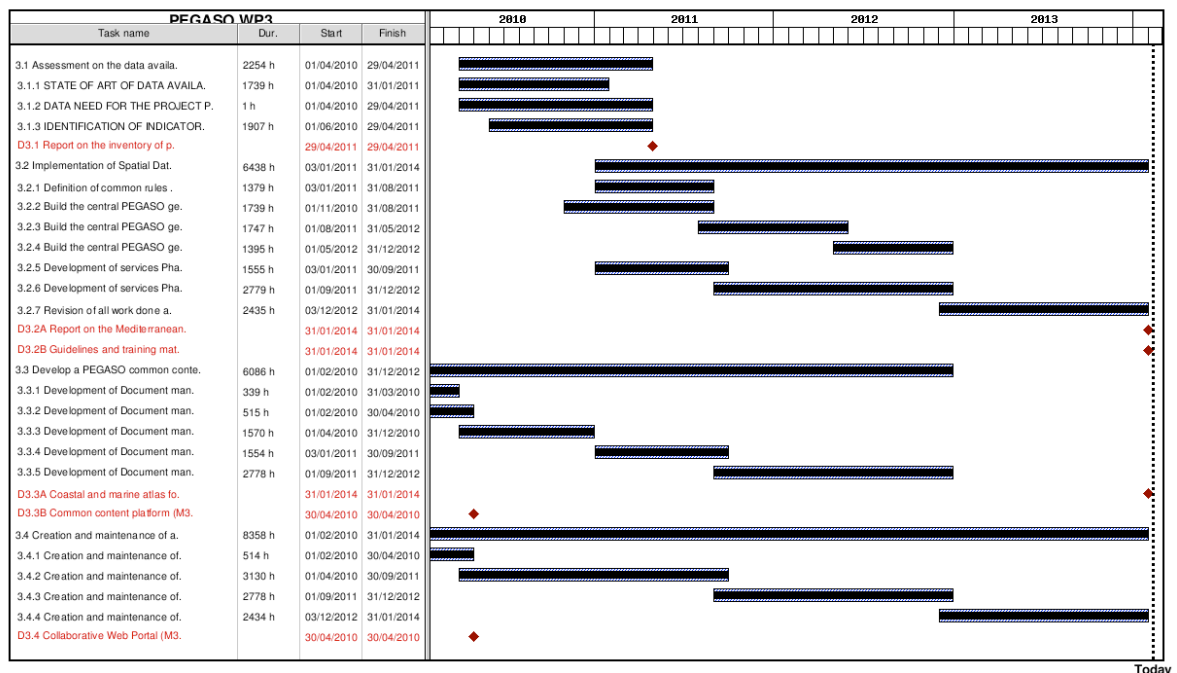 PEGASO WP3
2010 2011 2012 2013
Task name Dur. Start Finish
3.1 Assessment on the data availa. 2254 h 01/04/2010 29/04/2011
3.1.1 STATE OF ART OF DATA AVAILA. 1739 h 01/04/2010 31/01/2011
3.1.2 DATA NEED FOR THE PROJECT P. 1 h 01/04/2010 29/04/2011
3.1.3 IDENTIFICATION OF INDICATOR. 1907 h 01/06/2010 29/04/2011
D3.1 Report on the inventory of p. 29/04/2011 29/04/2011
3.2 Implementation of Spatial Dat. 6438 h 03/01/2011 31/01/2014
3.2.1 Definition of common rules . 1379 h 03/01/2011 31/08/2011
3.2.2 Build the central PEGASO ge. 1739 h 01/11/2010 31/08/2011
3.2.3 Build the central PEGASO ge. 1747 h 01/08/2011 31/05/2012
3.2.4 Build the central PEGASO ge. 1395 h 01/05/2012 31/12/2012
3.2.5 Development of services Pha. 1555 h 03/01/2011 30/09/2011
3.2.6 Development of services Pha. 2779 h 01/09/2011 31/12/2012
3.2.7 Revision of all work done a. 2435 h 03/12/2012 31/01/2014
D3.2A Report on the Mediterranean. 31/01/2014 31/01/2014
D3.2B Guidelines and training mat. 31/01/2014 31/01/2014
3.3 Develop a PEGASO common conte. 6086 h 01/02/2010 31/12/2012
3.3.1 Development of Document man. 339 h 01/02/2010 31/03/2010
3.3.2 Development of Document man. 515 h 01/02/2010 30/04/2010
3.3.3 Development of Document man. 1570 h 01/04/2010 31/12/2010
3.3.4 Development of Document man. 1554 h 03/01/2011 30/09/2011
3.3.5 Development of Document man. 2778 h 01/09/2011 31/12/2012
D3.3A Coastal and marine atlas fo. 31/01/2014 31/01/2014
D3.3B Common content platform (M3. 30/04/2010 30/04/2010
3.4 Creation and maintenance of a. 8358 h 01/02/2010 31/01/2014
3.4.1 Creation and maintenance of. 514 h 01/02/2010 30/04/2010
3.4.2 Creation and maintenance of. 3130 h 01/04/2010 30/09/2011
3.4.3 Creation and maintenance of. 2778 h 01/09/2011 31/12/2012
3.4.4 Creation and maintenance of. 2434 h 03/12/2012 31/01/2014
D3.4 Collaborative Web Portal (M3. 30/04/2010 30/04/2010
Today